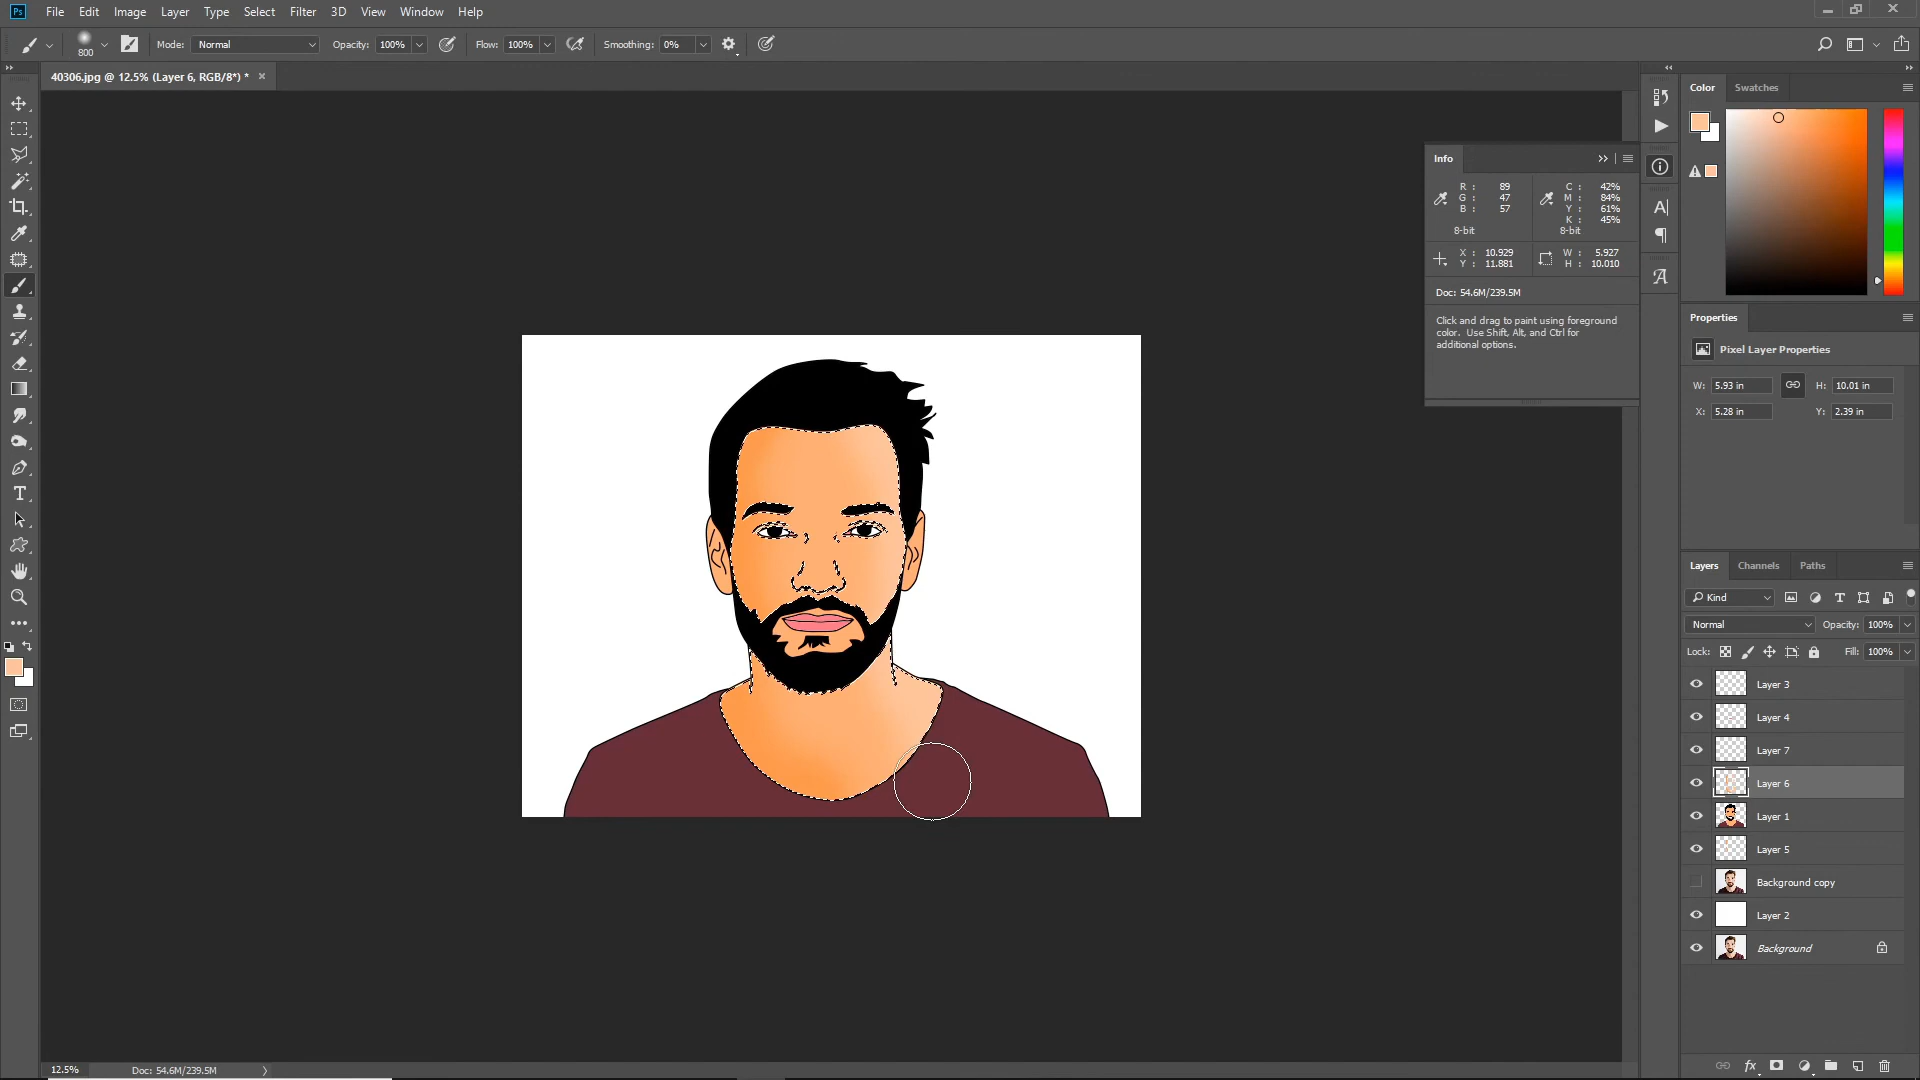 Ps File Edit Image Layer Type Select Filter 3D View Window Help
800 Mode: Normal Opacity: 100% Flow: 100% Smoothing: 0%
40306.jpg @ 12.5% (Layer 6, RGB/8*) * ×
Color Swatches
Info
R : 89 C : 42%
G : 47 M : 84%
B : 57 Y : 61%
K : 45%
8-bit 8-bit
X : 10.929 W : 5.927
Y : 11.881 H : 10.010
Doc: 54.6M/239.5M
Click and drag to paint using foreground
color. Use Shift, Alt, and Ctrl for
additional options.
Properties
Pixel Layer Properties
W: 5.93 in H: 10.01 in
X: 5.28 in Y: 2.39 in
Layers Channels Paths
Kind
Normal Opacity: 100%
Lock: Fill: 100%
Layer 3
Layer 4
Layer 7
Layer 6
Layer 1
Layer 5
Background copy
Layer 2
Background
12.5% Doc: 54.6M/239.5M